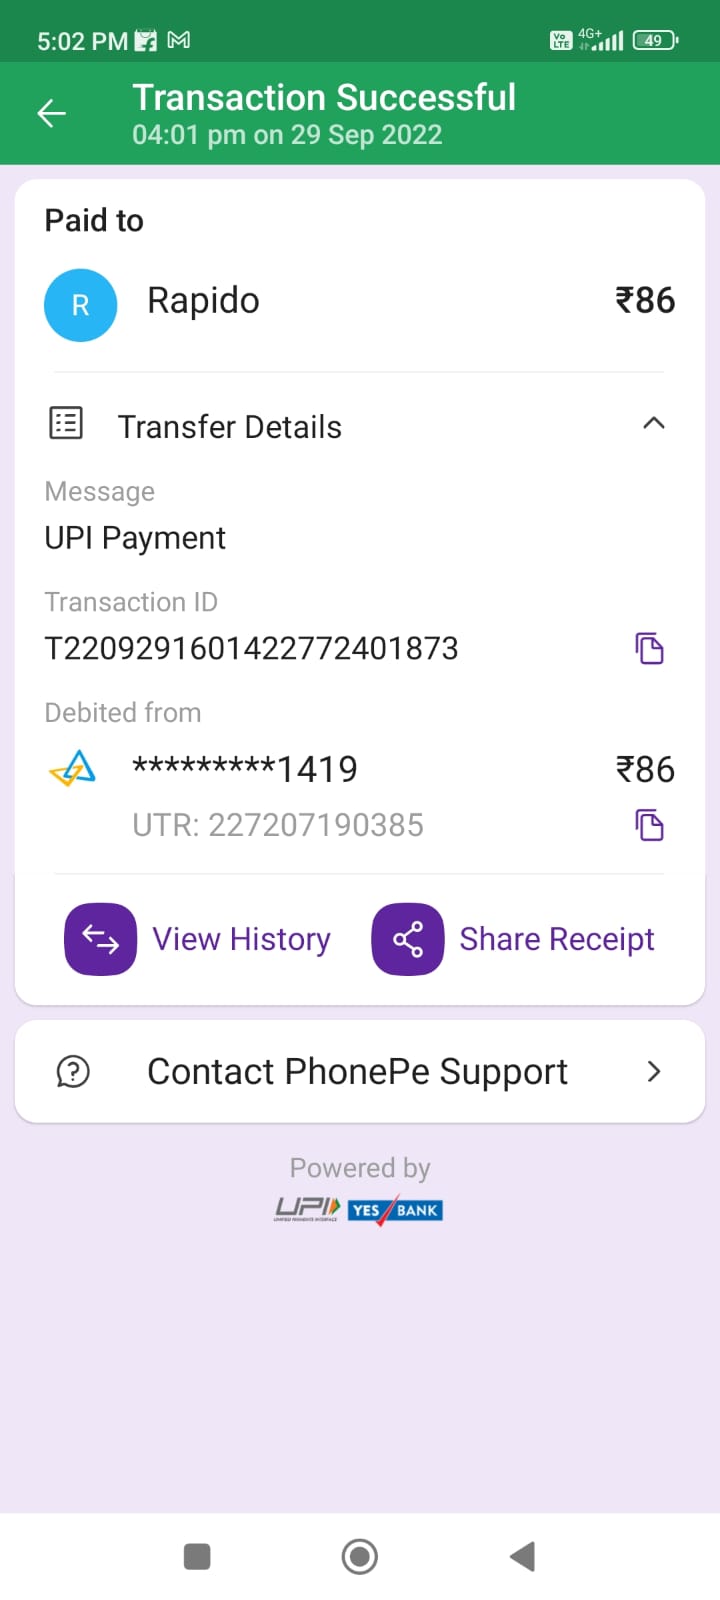 5:02 PM
Vo LTE 4G+ 49
Transaction Successful
04:01 pm on 29 Sep 2022
Paid to
R Rapido ₹86
Transfer Details
Message
UPI Payment
Transaction ID
T2209291601422772401873
Debited from
*********1419 ₹86
UTR: 227207190385
View History Share Receipt
Contact PhonePe Support
Powered by
UPI YES BANK
UNIFIED PAYMENTS INTERFACE